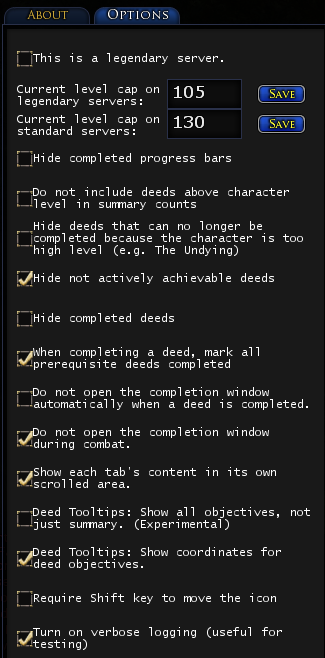 About Options
This is a legendary server.
Current level cap on
legendary servers: 105 Save
Current level cap on
standard servers: 130 Save
Hide completed progress bars
Do not include deeds above character
level in summary counts
Hide deeds that can no longer be
completed because the character is too
high level (e.g. The Undying)
Hide not actively achievable deeds
Hide completed deeds
When completing a deed, mark all
prerequisite deeds completed
Do not open the completion window
automatically when a deed is completed.
Do not open the completion window
during combat.
Show each tab's content in its own
scrolled area.
Deed Tooltips: Show all objectives, not
just summary. (Experimental)
Deed Tooltips: Show coordinates for
deed objectives.
Require Shift key to move the icon
Turn on verbose logging (useful for
testing)